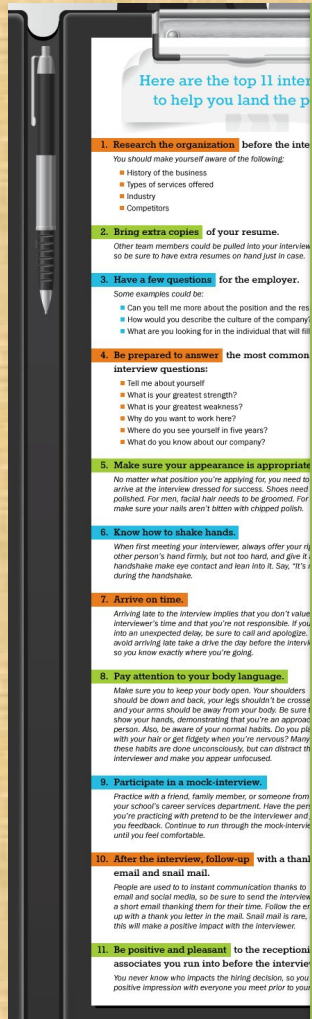 Here are the top 11 inter
to help you land the p
1. Research the organization before the inte
You should make yourself aware of the following:
History of the business
Types of services offered
Industry
Competitors
2. Bring extra copies of your resume.
Other team members could be pulled into your interview
so be sure to have extra resumes on hand just in case.
3. Have a few questions for the employer.
Some examples could be:
Can you tell me more about the position and the res
How would you describe the culture of the company?
What are you looking for in the individual that will fill
4. Be prepared to answer the most common
interview questions:
Tell me about yourself
What is your greatest strength?
What is your greatest weakness?
Why do you want to work here?
Where do you see yourself in five years?
What do you know about our company?
5. Make sure your appearance is appropriate
No matter what position you're applying for, you need to
arrive at the interview dressed for success. Shoes need
polished. For men, facial hair needs to be groomed. For
make sure your nails aren't bitten with chipped polish.
6. Know how to shake hands.
When first meeting your interviewer, always offer your rig
other person's hand firmly, but not too hard, and give it a
handshake make eye contact and lean into it. Say, "It's n
during the handshake.
7. Arrive on time.
Arriving late to the interview implies that you don't value
interviewer's time and that you're not responsible. If you
into an unexpected delay, be sure to call and apologize.
avoid arriving late take a drive the day before the intervi
so you know exactly where you're going.
8. Pay attention to your body language.
Make sure you to keep your body open. Your shoulders
should be down and back, your legs shouldn't be crosse
and your arms should be away from your body. Be sure t
show your hands, demonstrating that you're an approac
person. Also, be aware of your normal habits. Do you pla
with your hair or get fidgety when you're nervous? Many
these habits are done unconsciously, but can distract th
interviewer and make you appear unfocused.
9. Participate in a mock-interview.
Practice with a friend, family member, or someone from
your school's career services department. Have the pers
you're practicing with pretend to be the interviewer and g
you feedback. Continue to run through the mock-intervie
until you feel comfortable.
10. After the interview, follow-up with a thank
email and snail mail.
People are used to to instant communication thanks to
email and social media, so be sure to send the interview
a short email thanking them for their time. Follow the em
up with a thank you letter in the mail. Snail mail is rare,
this will make a positive impact with the interviewer.
11. Be positive and pleasant to the receptioni
associates you run into before the interview
You never know who impacts the hiring decision, so you
positive impression with everyone you meet prior to your